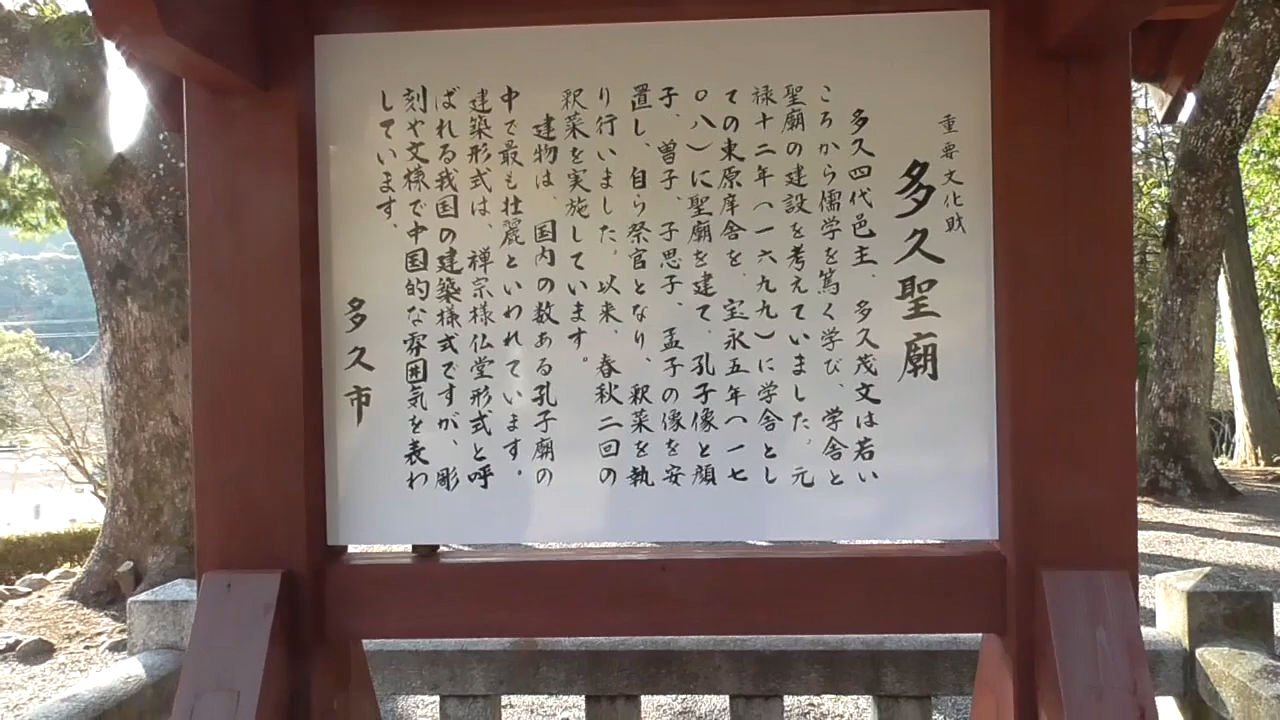 重要文化財
多久聖廟
多久四代邑主、多久茂文は若い
ころから儒学を篤く学び、学舎と
聖廟の建設を考えていました。元
禄十二年(一六九九)に学舎とし
ての東原庠舎を、宝永五年(一七
〇八)に聖廟を建て、孔子像と顔
子、曽子、子思子、孟子の像を安
置し、自ら祭官となり、釈菜を執
り行いました。以来、春秋二回の
釈菜を実施しています。
建物は、国内の数ある孔子廟の
中で最も壮麗といわれています。
建築形式は、禅宗様仏堂形式と呼
ばれる我国の建築様式ですが、彫
刻や文様で中国的な雰囲気を表わ
しています。
多久市